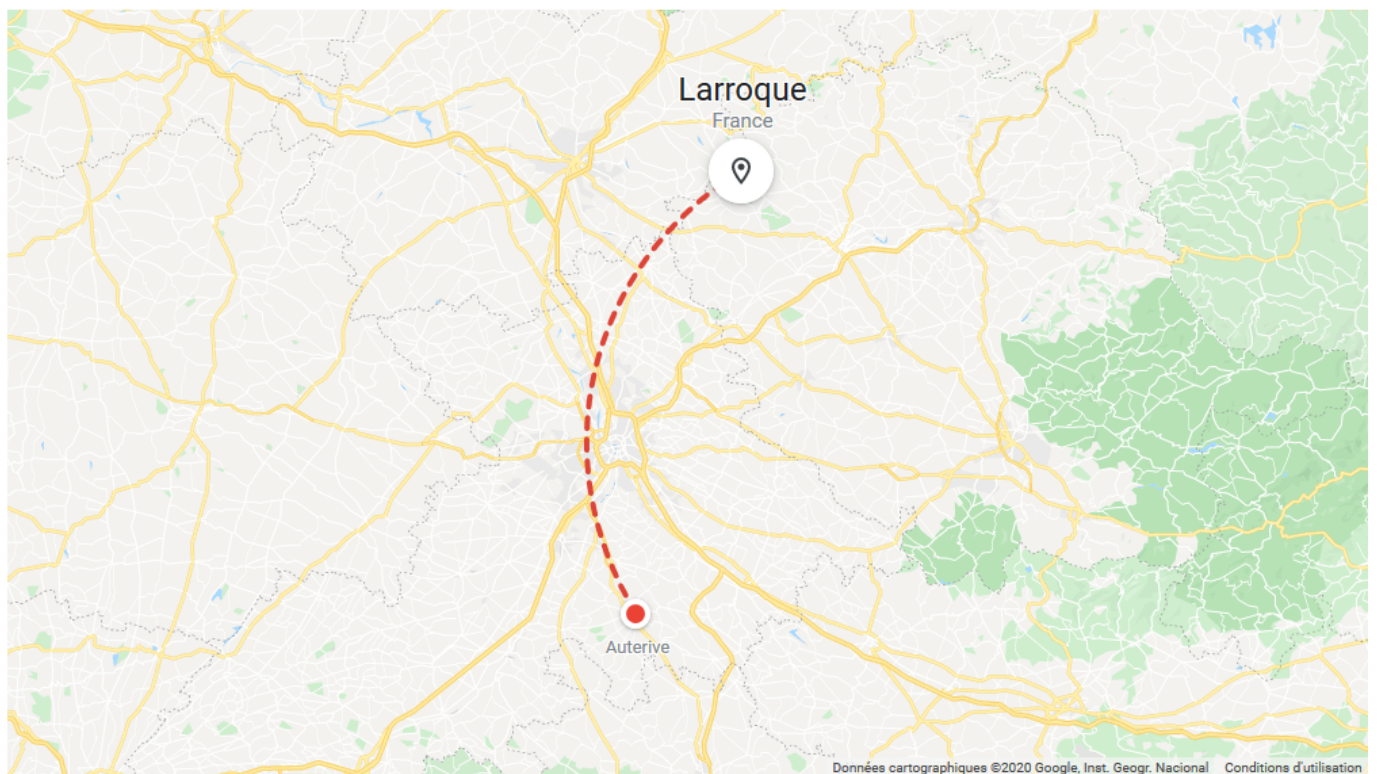 Larroque
France
Auterive
Données cartographiques ©2020 Google, Inst. Geogr. Nacional Conditions d'utilisation